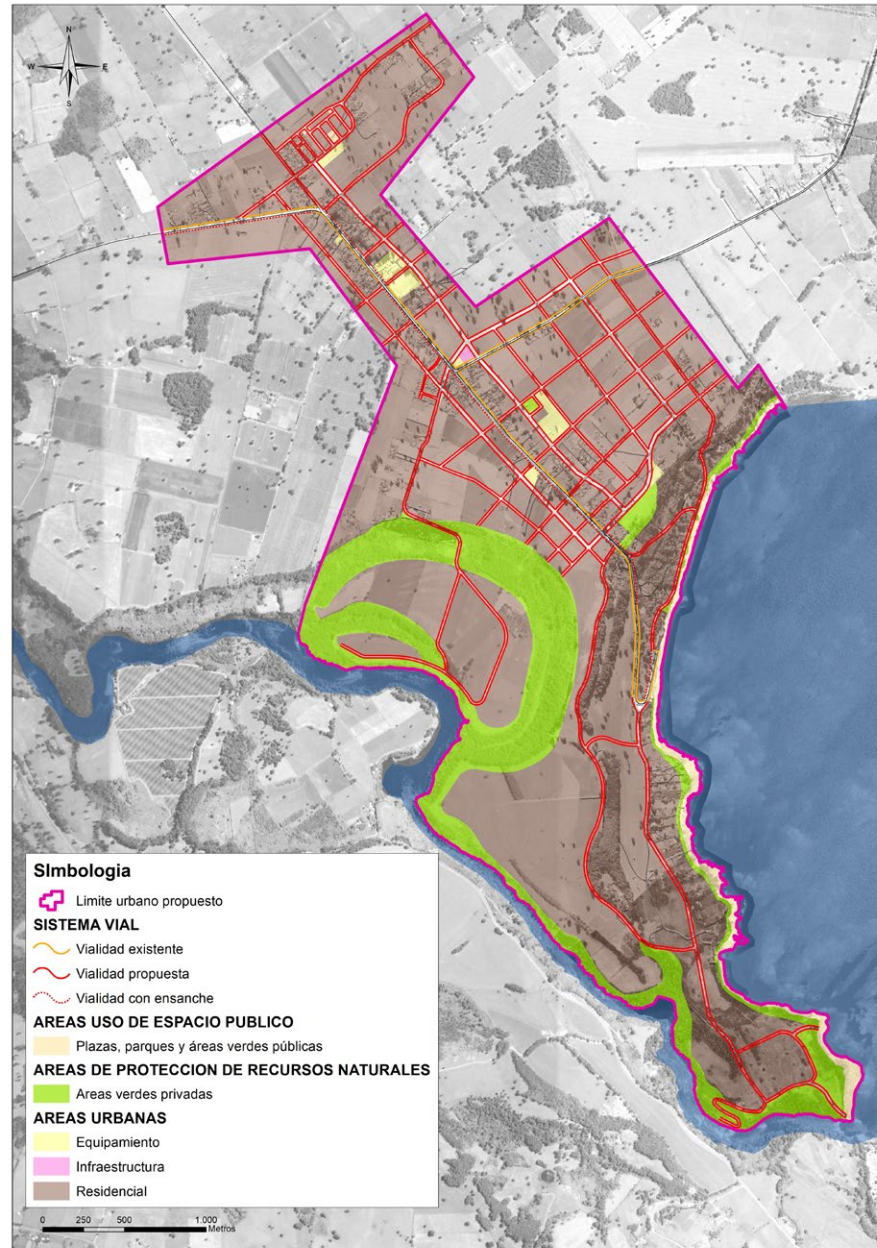 N
W E
S
SImbologia
Limite urbano propuesto
SISTEMA VIAL
Vialidad existente
Vialidad propuesta
Vialidad con ensanche
AREAS USO DE ESPACIO PUBLICO
Plazas, parques y áreas verdes públicas
AREAS DE PROTECCION DE RECURSOS NATURALES
Areas verdes privadas
AREAS URBANAS
Equipamiento
Infraestructura
Residencial
0 250 500 1.000
Metros